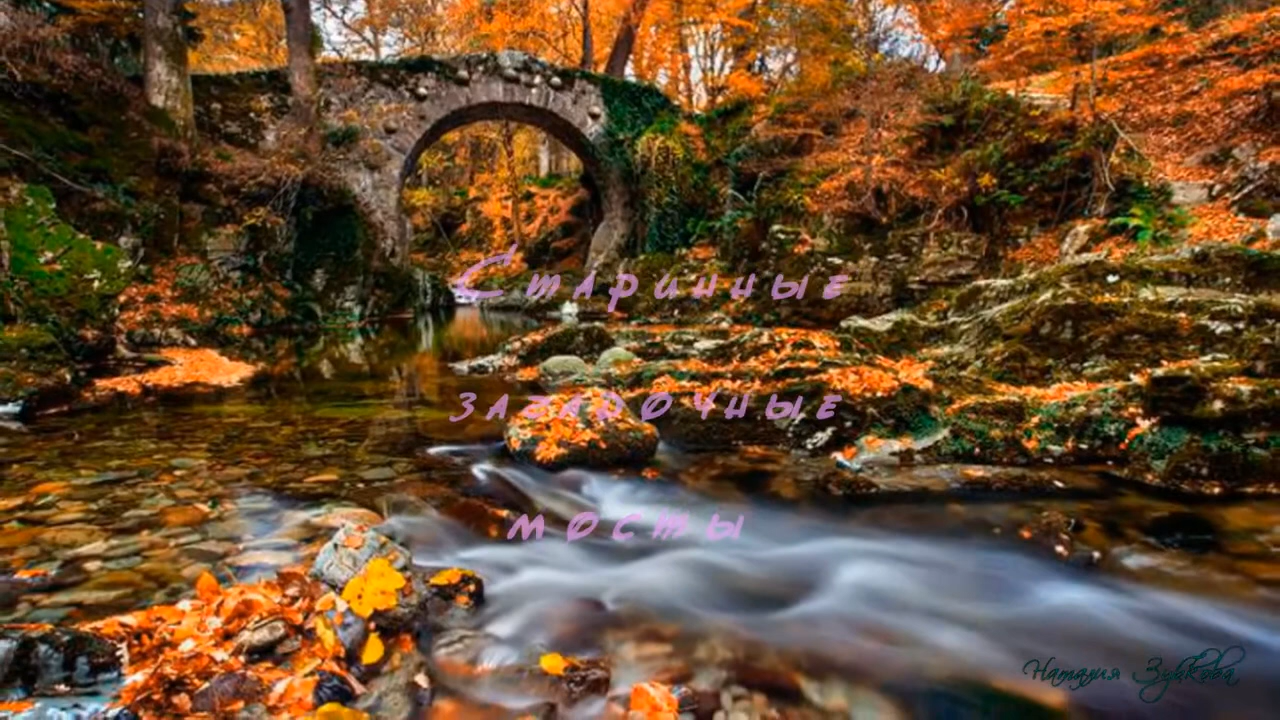 Старинные
загадочные
мосты
Наталия Зубкова